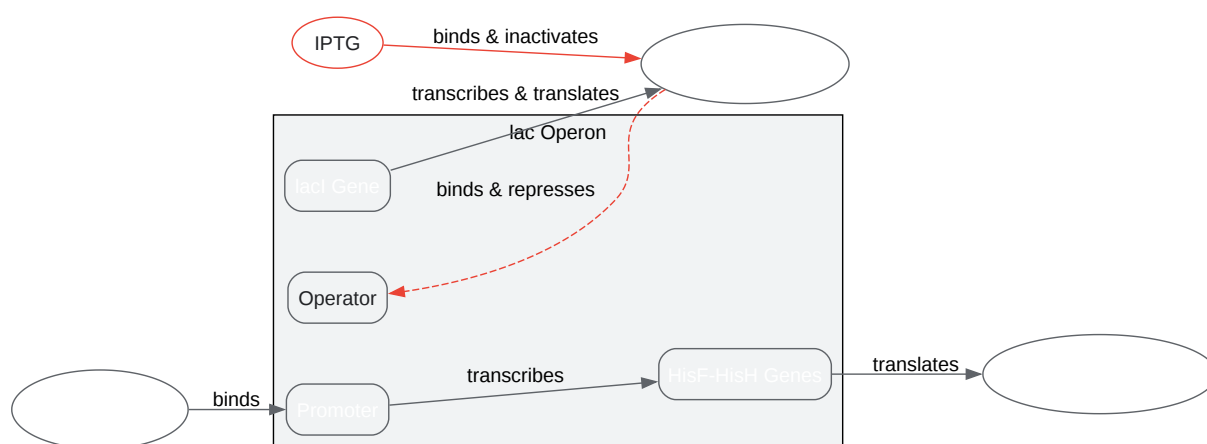 IPTG
binds & inactivates
transcribes & translates
lac Operon
lacI Gene
binds & represses
Operator
HisF-HisH Genes
translates
transcribes
binds
Promoter